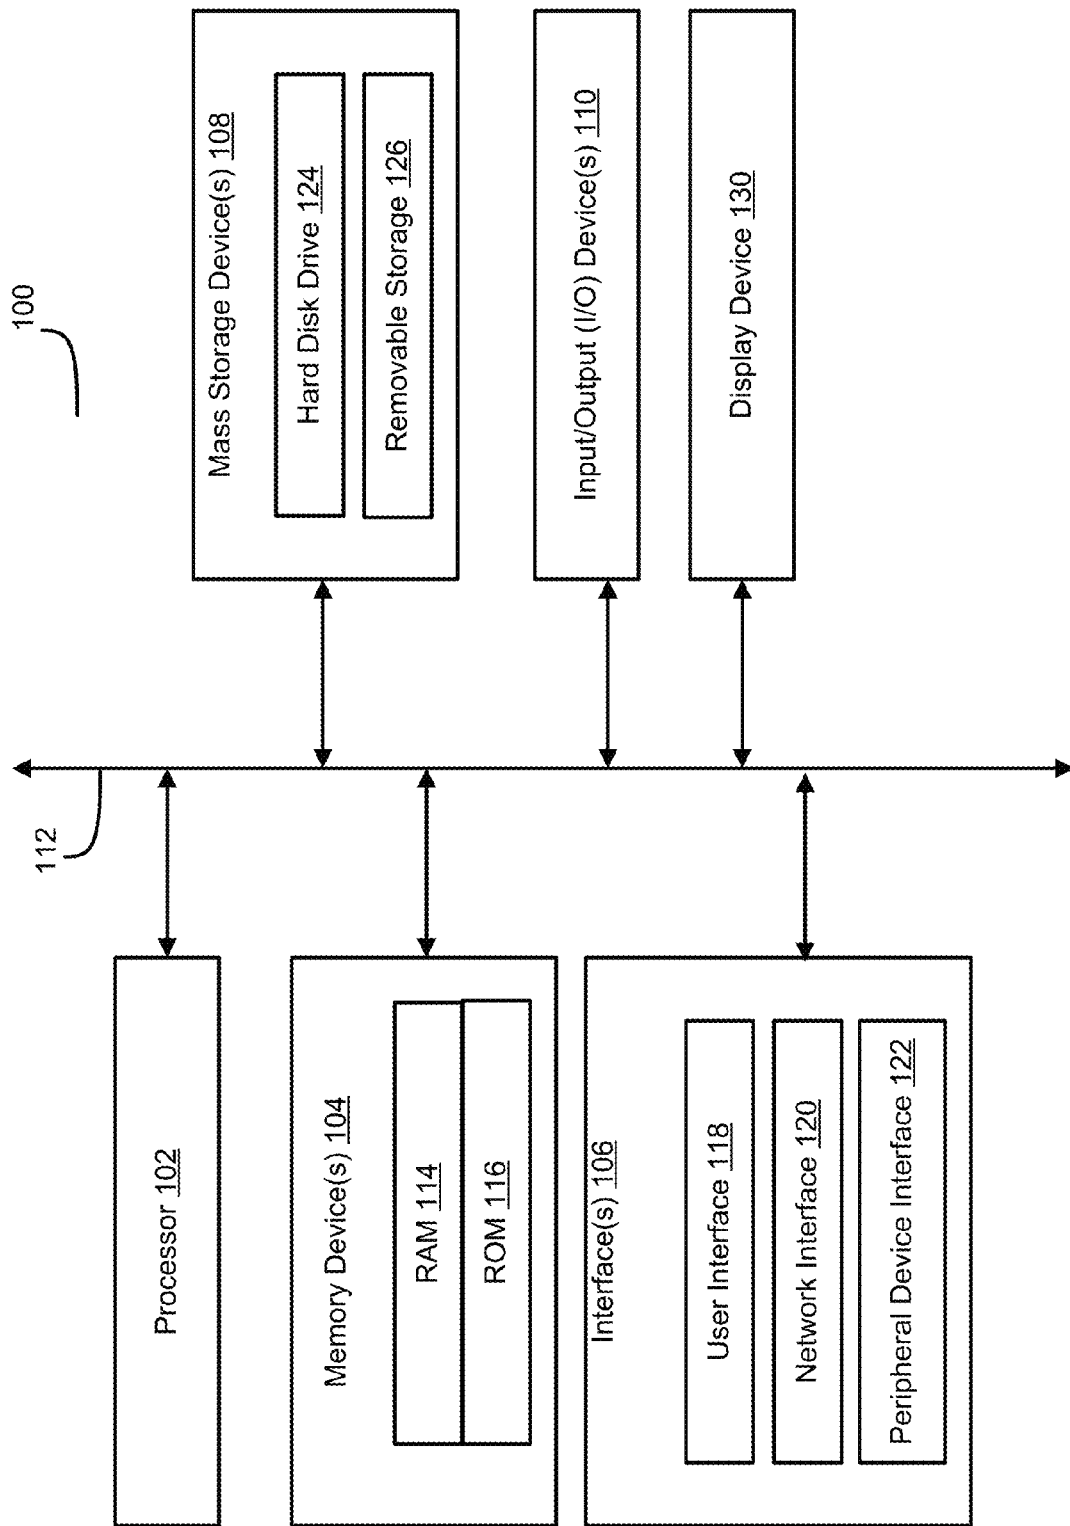 100
112
Processor 102
Memory Device(s) 104
RAM 114
ROM 116
Interface(s) 106
User Interface 118
Network Interface 120
Peripheral Device Interface 122
Mass Storage Device(s) 108
Hard Disk Drive 124
Removable Storage 126
Input/Output (I/O) Device(s) 110
Display Device 130